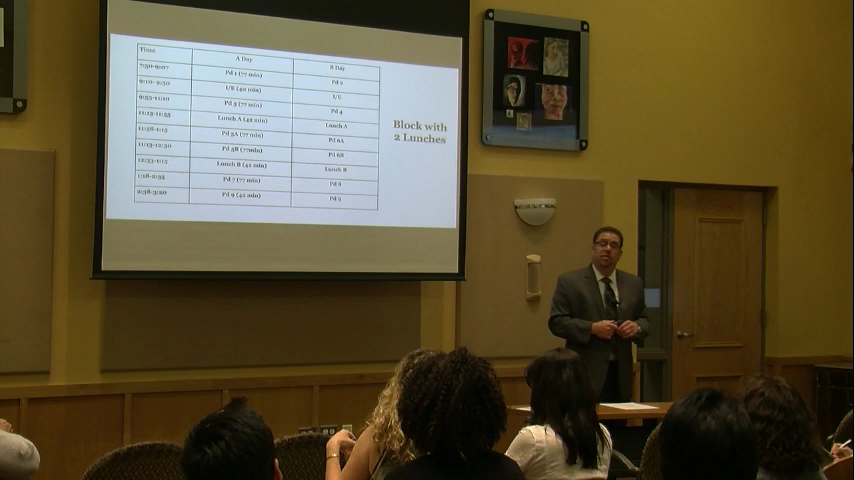 Time A Day B Day
7:50-9:07 Pd 1 (77 min) Pd 2
9:10-9:50 I/E (40 min) I/E
9:53-11:10 Pd 3 (77 min) Pd 4
11:13-11:55 Lunch A (42 min) Lunch A
11:58-1:15 Pd 5A (77 min) Pd 6A
11:13-12:30 Pd 5B (77min) Pd 6B
12:33-1:15 Lunch B (42 min) Lunch B
1:18-2:35 Pd 7 (77 min) Pd 8
2:38-3:20 Pd 9 (42 min) Pd 9
Block with
2 Lunches